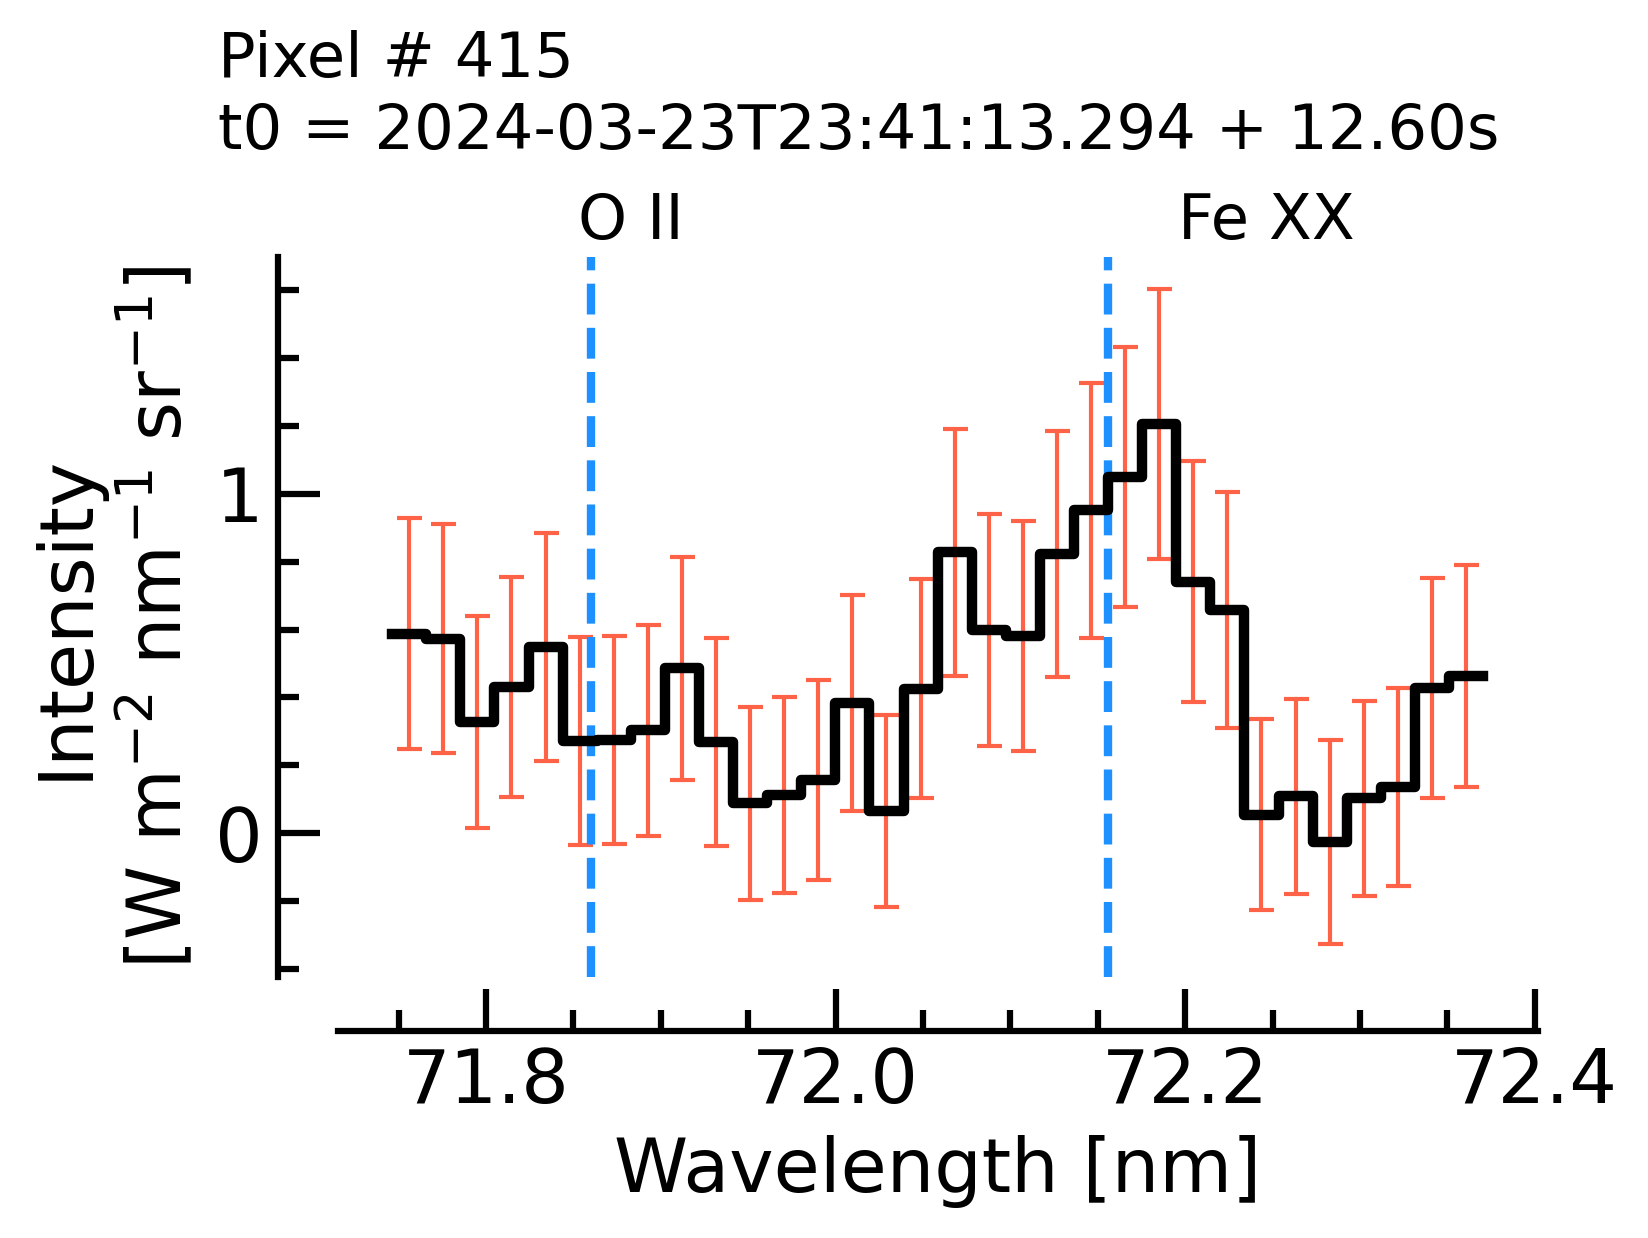 Pixel # 415
t0 = 2024-03-23T23:41:13.294 + 12.60s
O II
Fe XX
Intensity
[W m⁻² nm⁻¹ sr⁻¹]
1
0
71.8
72.0
72.2
72.4
Wavelength [nm]